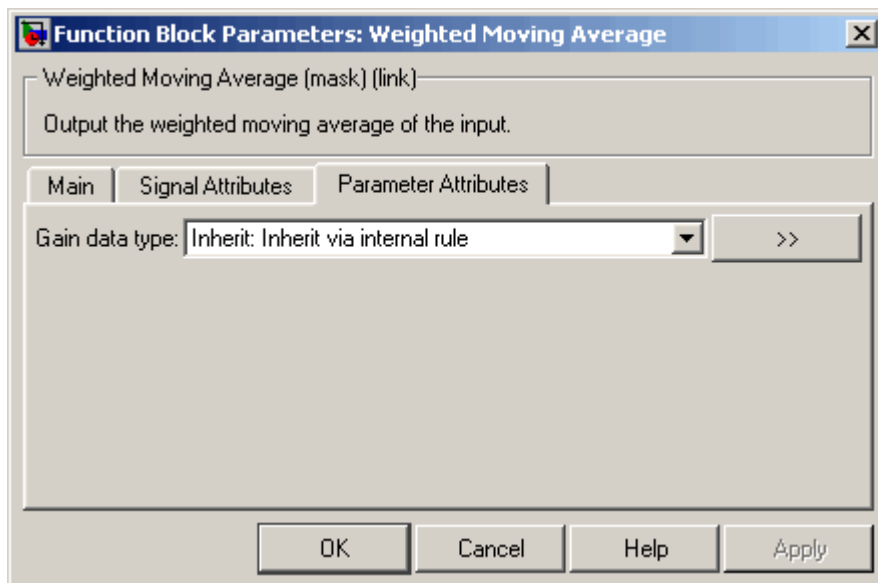 Function Block Parameters: Weighted Moving Average
Weighted Moving Average (mask) (link)
Output the weighted moving average of the input.
Main Signal Attributes Parameter Attributes
Gain data type: Inherit: Inherit via internal rule >>
OK Cancel Help Apply